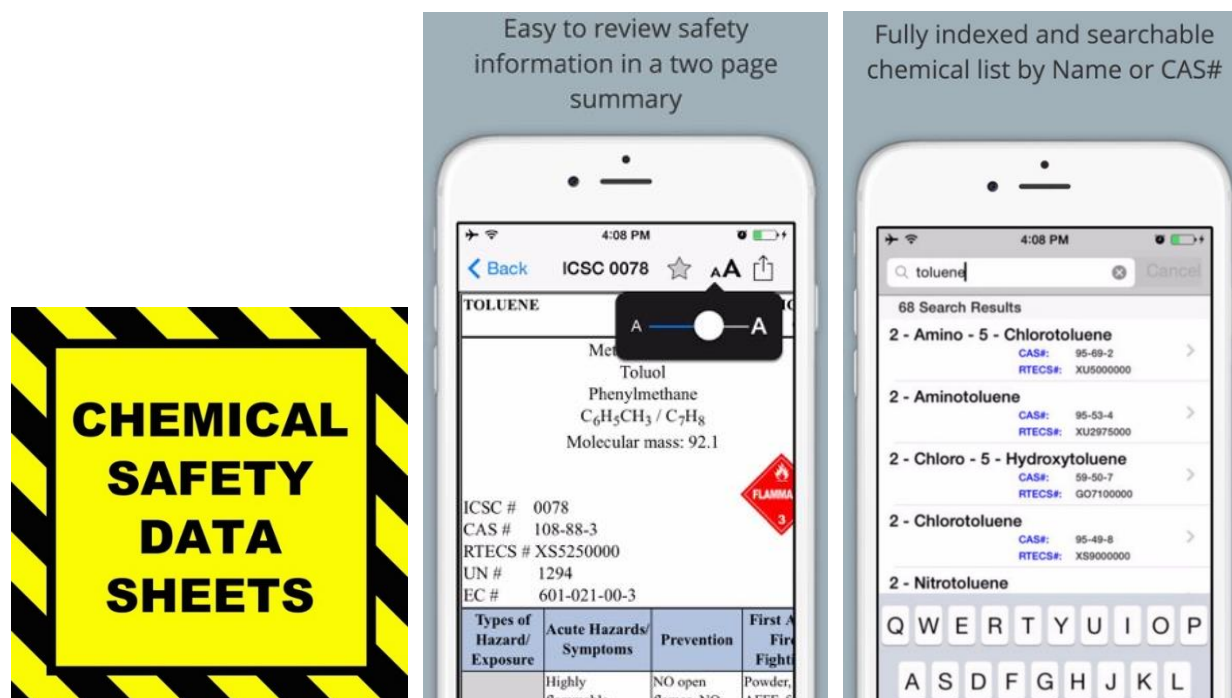 CHEMICAL
SAFETY
DATA
SHEETS
Easy to review safety
information in a two page
summary
4:08 PM
Back ICSC 0078 AA
TOLUENE
A A
Toluol
Phenylmethane
C₆H₅CH₃ / C₇H₈
Molecular mass: 92.1
3
ICSC # 0078
CAS # 108-88-3
RTECS # XS5250000
UN # 1294
EC # 601-021-00-3
Types of
Hazard/
Exposure
Acute Hazards/
Symptoms
Prevention
First
Highly
NO open
Powder,
Fully indexed and searchable
chemical list by Name or CAS#
4:08 PM
toluene Cancel
68 Search Results
2 - Amino - 5 - Chlorotoluene
CAS#: 95-69-2
RTECS#: XU5000000
2 - Aminotoluene
CAS#: 95-53-4
RTECS#: XU2975000
2 - Chloro - 5 - Hydroxytoluene
CAS#: 59-50-7
RTECS#: GO7100000
2 - Chlorotoluene
CAS#: 95-49-8
RTECS#: XS9000000
2 - Nitrotoluene
Q W E R T Y U I O P
A S D F G H J K L